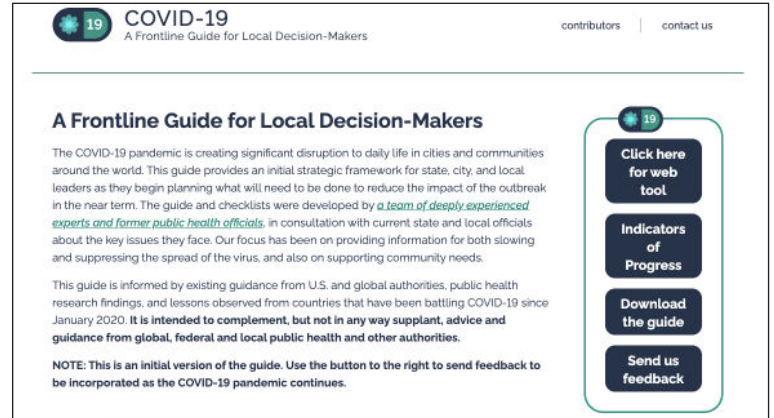 19
COVID-19
A Frontline Guide for Local Decision-Makers
contributors
contact us
A Frontline Guide for Local Decision-Makers
The COVID-19 pandemic is creating significant disruption to daily life in cities and communities
around the world. This guide provides an initial strategic framework for state, city, and local
leaders as they begin planning what will need to be done to reduce the impact of the outbreak
in the near term. The guide and checklists were developed by a team of deeply experienced
experts and former public health officials, in consultation with current state and local officials
about the key issues they face. Our focus has been on providing information for both slowing
and suppressing the spread of the virus, and also on supporting community needs.
This guide is informed by existing guidance from U.S. and global authorities, public health
research findings, and lessons observed from countries that have been battling COVID-19 since
January 2020. It is intended to complement, but not in any way supplant, advice and
guidance from global, federal and local public health and other authorities.
NOTE: This is an initial version of the guide. Use the button to the right to send feedback to
be incorporated as the COVID-19 pandemic continues.
19
Click here
for web
tool
Indicators
of
Progress
Download
the guide
Send us
feedback